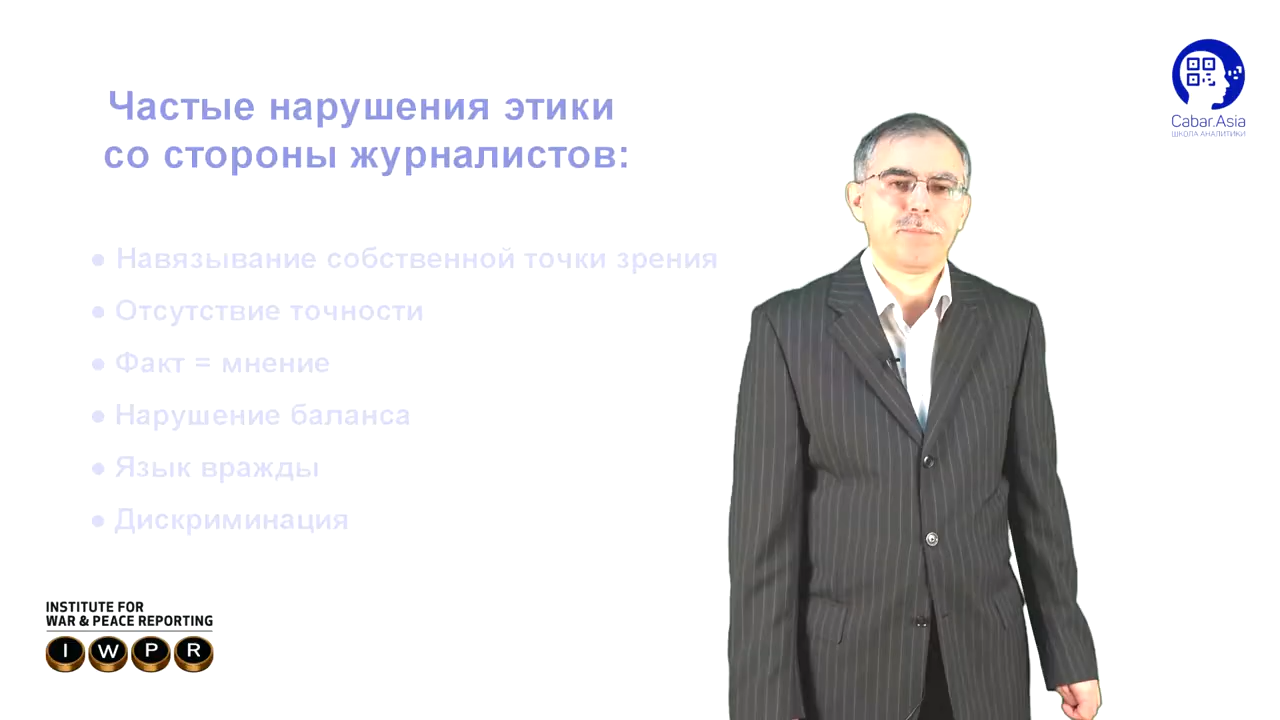 Частые нарушения этики
со стороны журналистов:
● Навязывание собственной точки зрения
● Отсутствие точности
● Факт = мнение
● Нарушение баланса
● Язык вражды
● Дискриминация
Cabar.Asia
ШКОЛА АНАЛИТИКИ
INSTITUTE FOR
WAR & PEACE REPORTING
I W P R